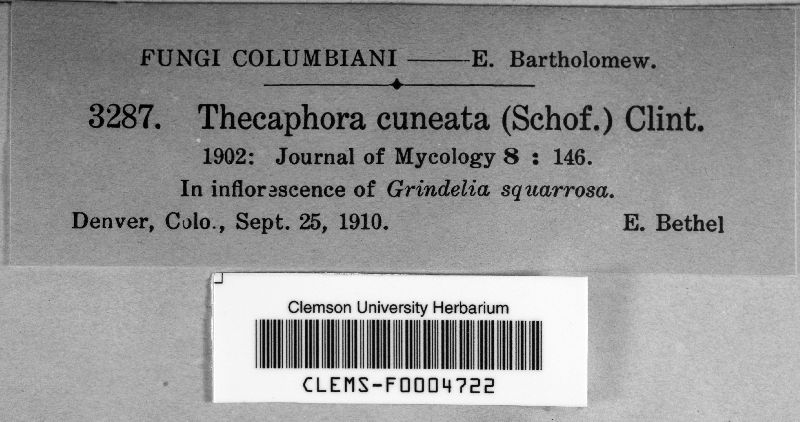 FUNGI COLUMBIANI ——— E. Bartholomew.
3287. Thecaphora cuneata (Schof.) Clint.
1902: Journal of Mycology 8 : 146.
In inflorescence of Grindelia squarrosa.
Denver, Colo., Sept. 25, 1910. E. Bethel
Clemson University Herbarium
CLEMS-F0004722